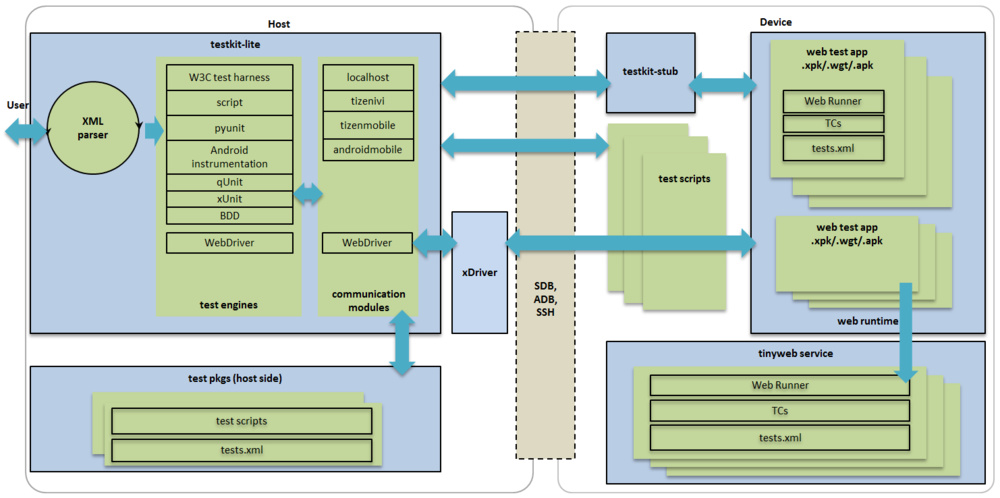 Host
Device
testkit-lite
User
XML
parser
W3C test harness
script
pyunit
Android
instrumentation
qUnit
xUnit
BDD
WebDriver
test engines
localhost
tizenivi
tizenmobile
androidmobile
WebDriver
communication
modules
xDriver
SDB,
ADB,
SSH
testkit-stub
test scripts
web test app
.xpk/.wgt/.apk
Web Runner
TCs
tests.xml
web test app
.xpk/.wgt/.apk
web runtime
test pkgs (host side)
test scripts
tests.xml
tinyweb service
Web Runner
TCs
tests.xml